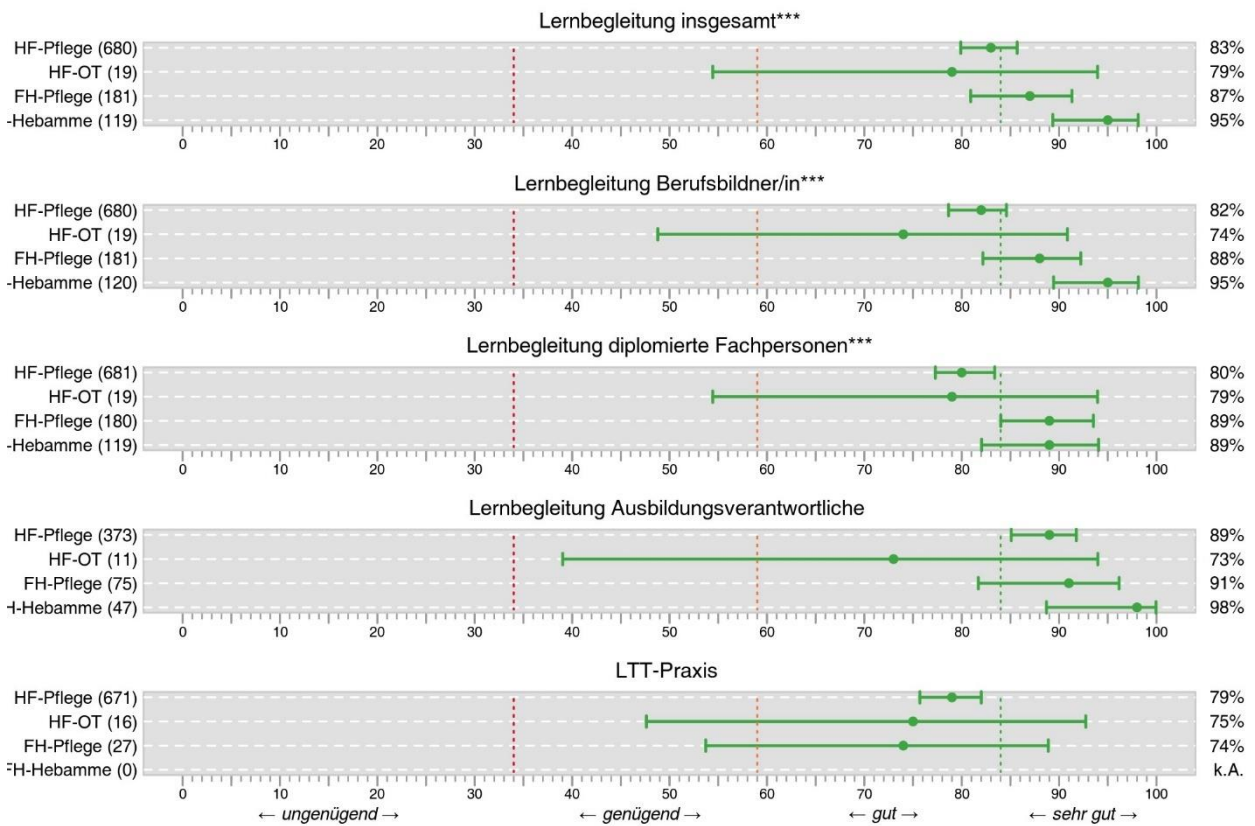 Lernbegleitung insgesamt***
HF-Pflege (680) 83%
HF-OT (19) 79%
FH-Pflege (181) 87%
-Hebamme (119) 95%
0 10 20 30 40 50 60 70 80 90 100
Lernbegleitung Berufsbildner/in***
HF-Pflege (680) 82%
HF-OT (19) 74%
FH-Pflege (181) 88%
-Hebamme (120) 95%
0 10 20 30 40 50 60 70 80 90 100
Lernbegleitung diplomierte Fachpersonen***
HF-Pflege (681) 80%
HF-OT (19) 79%
FH-Pflege (180) 89%
-Hebamme (119) 89%
0 10 20 30 40 50 60 70 80 90 100
Lernbegleitung Ausbildungsverantwortliche
HF-Pflege (373) 89%
HF-OT (11) 73%
FH-Pflege (75) 91%
H-Hebamme (47) 98%
0 10 20 30 40 50 60 70 80 90 100
LTT-Praxis
HF-Pflege (671) 79%
HF-OT (16) 75%
FH-Pflege (27) 74%
FH-Hebamme (0) k.A.
0 10 20 30 40 50 60 70 80 90 100
← ungenügend → ← genügend → ← gut → ← sehr gut →